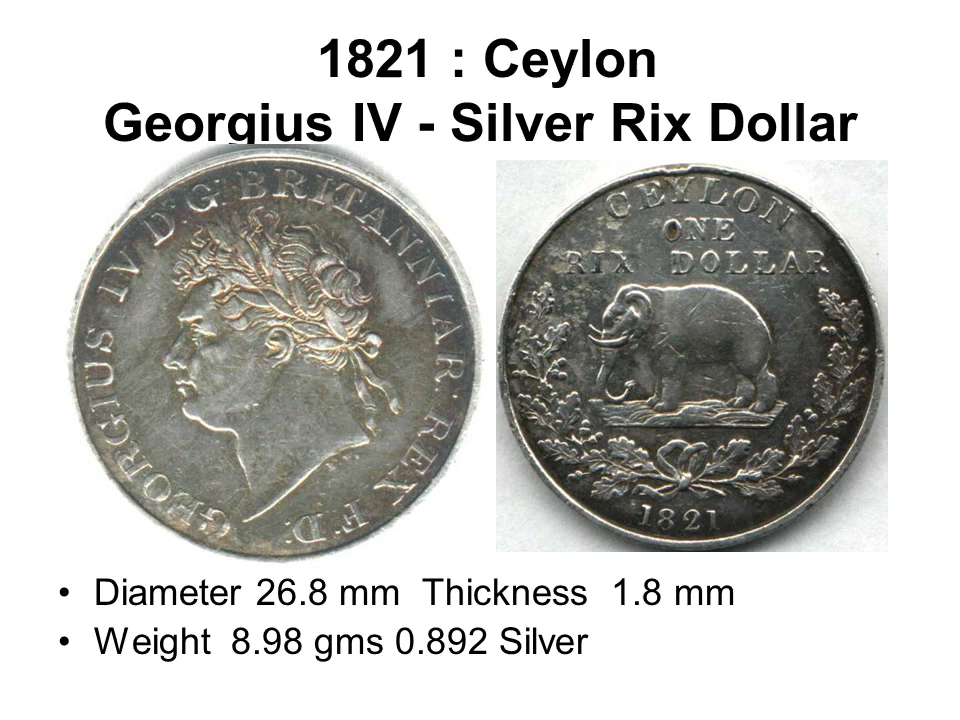 1821 : Ceylon
Georgius IV - Silver Rix Dollar
GEORGIUS IV D: G: BRITANNIAR: REX F: D:
CEYLON
ONE
RIX DOLLAR
1821
• Diameter 26.8 mm Thickness 1.8 mm
• Weight 8.98 gms 0.892 Silver